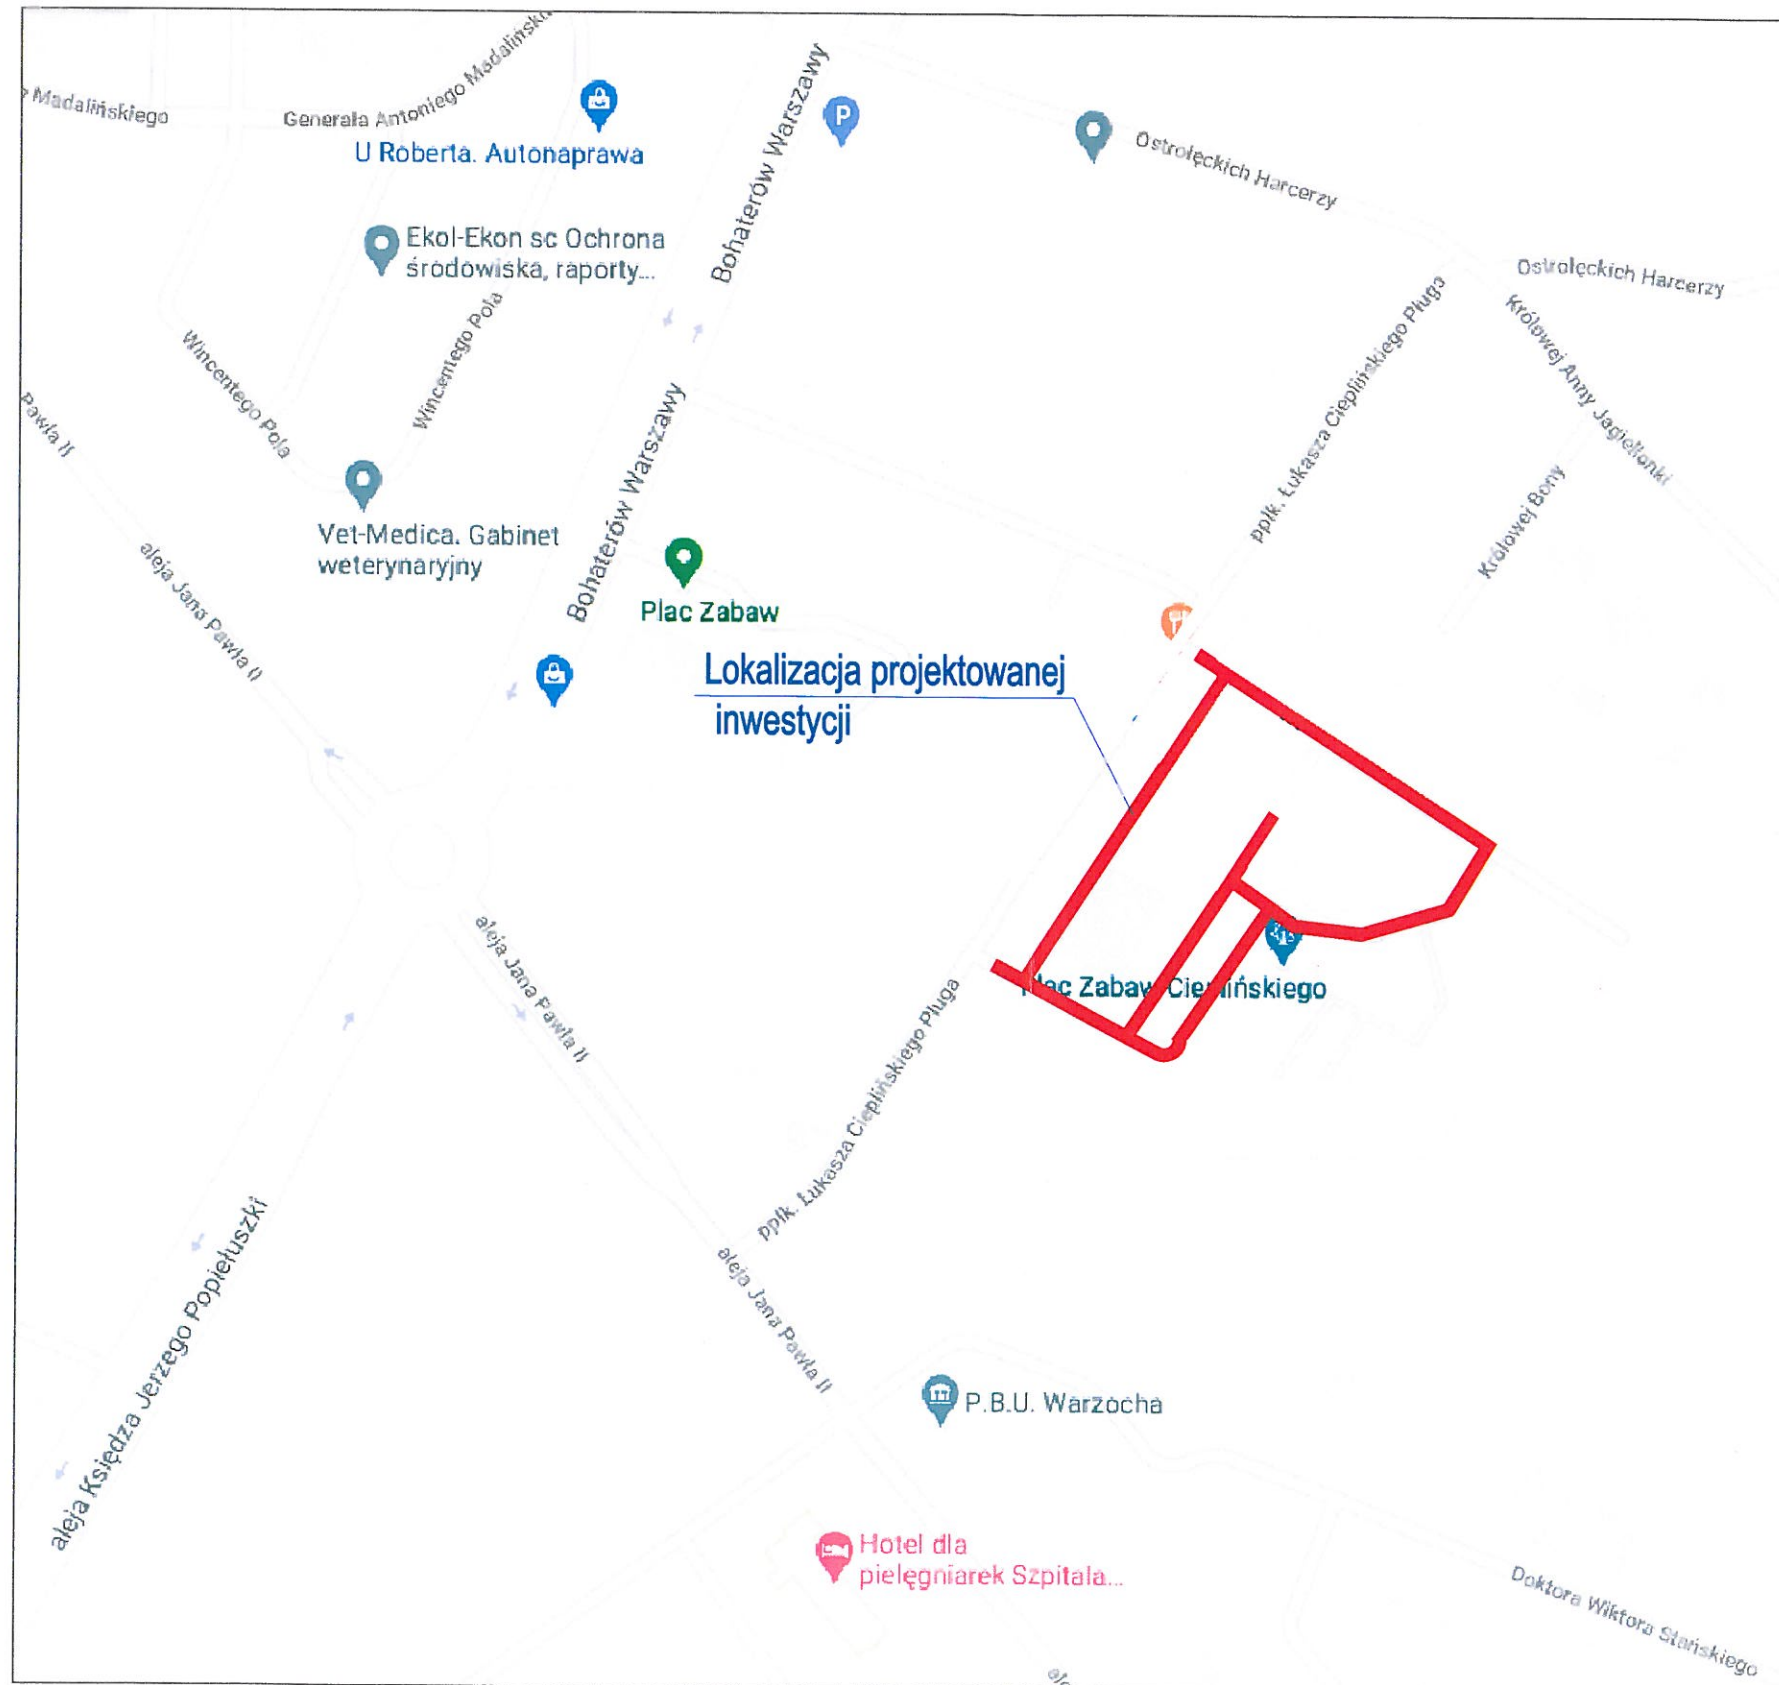 Madalińskiego
Generała Antoniego Madalińskie
U Roberta. Autonaprawa
Bohaterów Warszawy
P
Ostrołęckich Harcerzy
Ekol-Ekon sc Ochrona
środowiska, raporty...
Ostrołęckich Harcerzy
Wincentego Pola
Wincentego Pola
ppłk. Łukasza Cieplińskiego Pługa
Królowej Anny Jagiellonki
Pawła II
Bohaterów Warszawy
Królowej Bony
Vet-Medica. Gabinet
weterynaryjny
aleja Jana Pawła II
Plac Zabaw
Lokalizacja projektowanej
inwestycji
aleja Jana Pawła II
Plac Zabaw Cieplińskiego
ppłk. Łukasza Cieplińskiego Pługa
aleja Księdza Jerzego Popiełuszki
aleja Jana Pawła II
P.B.U. Warzocha
Hotel dla
pielęgniarek Szpitala...
Doktora Wiktora Stańskiego